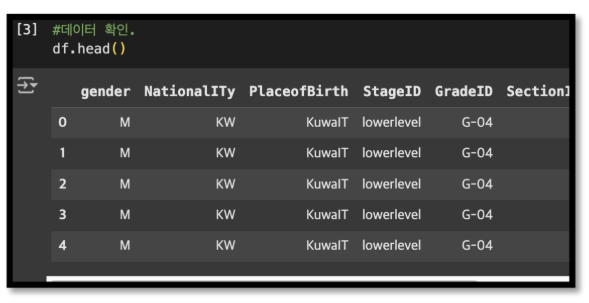 [3] #데이터 확인.
df.head()
gender NationalITy PlaceofBirth StageID GradeID SectionI
0 M KW KuwaIT lowerlevel G-04
1 M KW KuwaIT lowerlevel G-04
2 M KW KuwaIT lowerlevel G-04
3 M KW KuwaIT lowerlevel G-04
4 M KW KuwaIT lowerlevel G-04